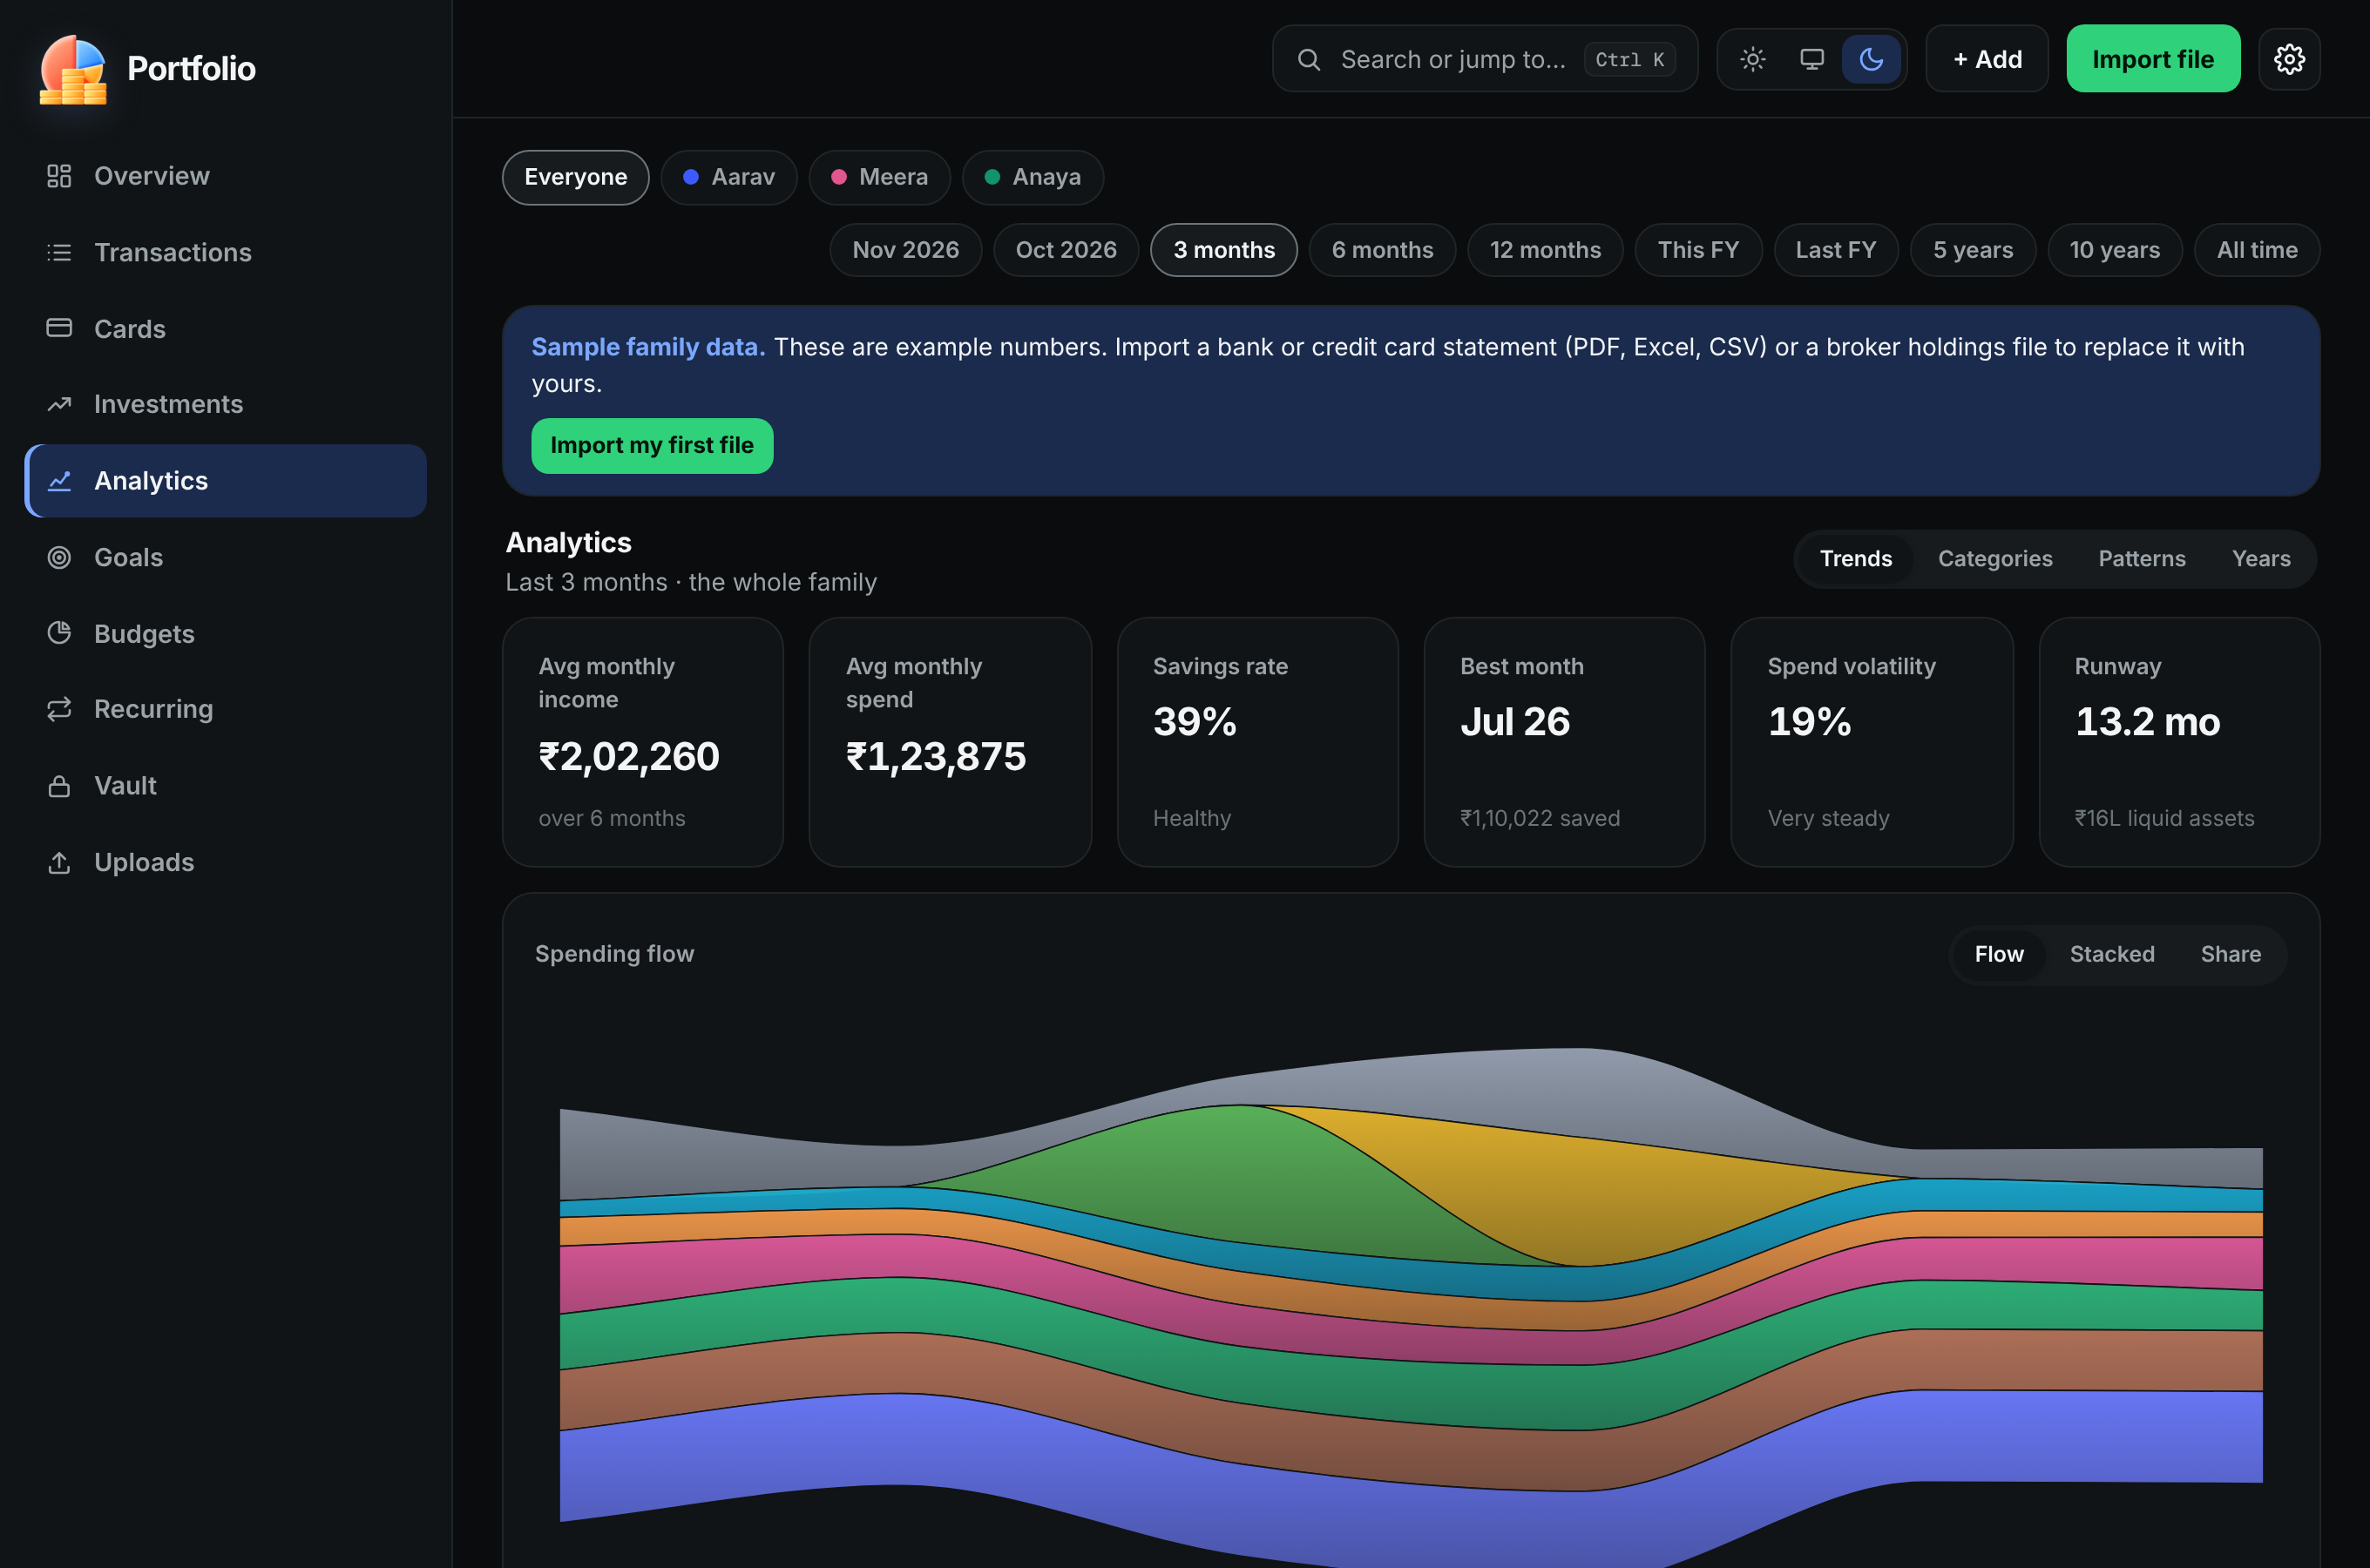 Portfolio
Search or jump to...
Ctrl K
+ Add
Import file
Overview
Transactions
Cards
Investments
Analytics
Goals
Budgets
Recurring
Vault
Uploads
Everyone
Aarav
Meera
Anaya
Nov 2026
Oct 2026
3 months
6 months
12 months
This FY
Last FY
5 years
10 years
All time
Sample family data. These are example numbers. Import a bank or credit card statement (PDF, Excel, CSV) or a broker holdings file to replace it with
yours.
Import my first file
Analytics
Last 3 months · the whole family
Trends
Categories
Patterns
Years
Avg monthly
income
₹2,02,260
over 6 months
Avg monthly
spend
₹1,23,875
Savings rate
39%
Healthy
Best month
Jul 26
₹1,10,022 saved
Spend volatility
19%
Very steady
Runway
13.2 mo
₹16L liquid assets
Spending flow
Flow
Stacked
Share